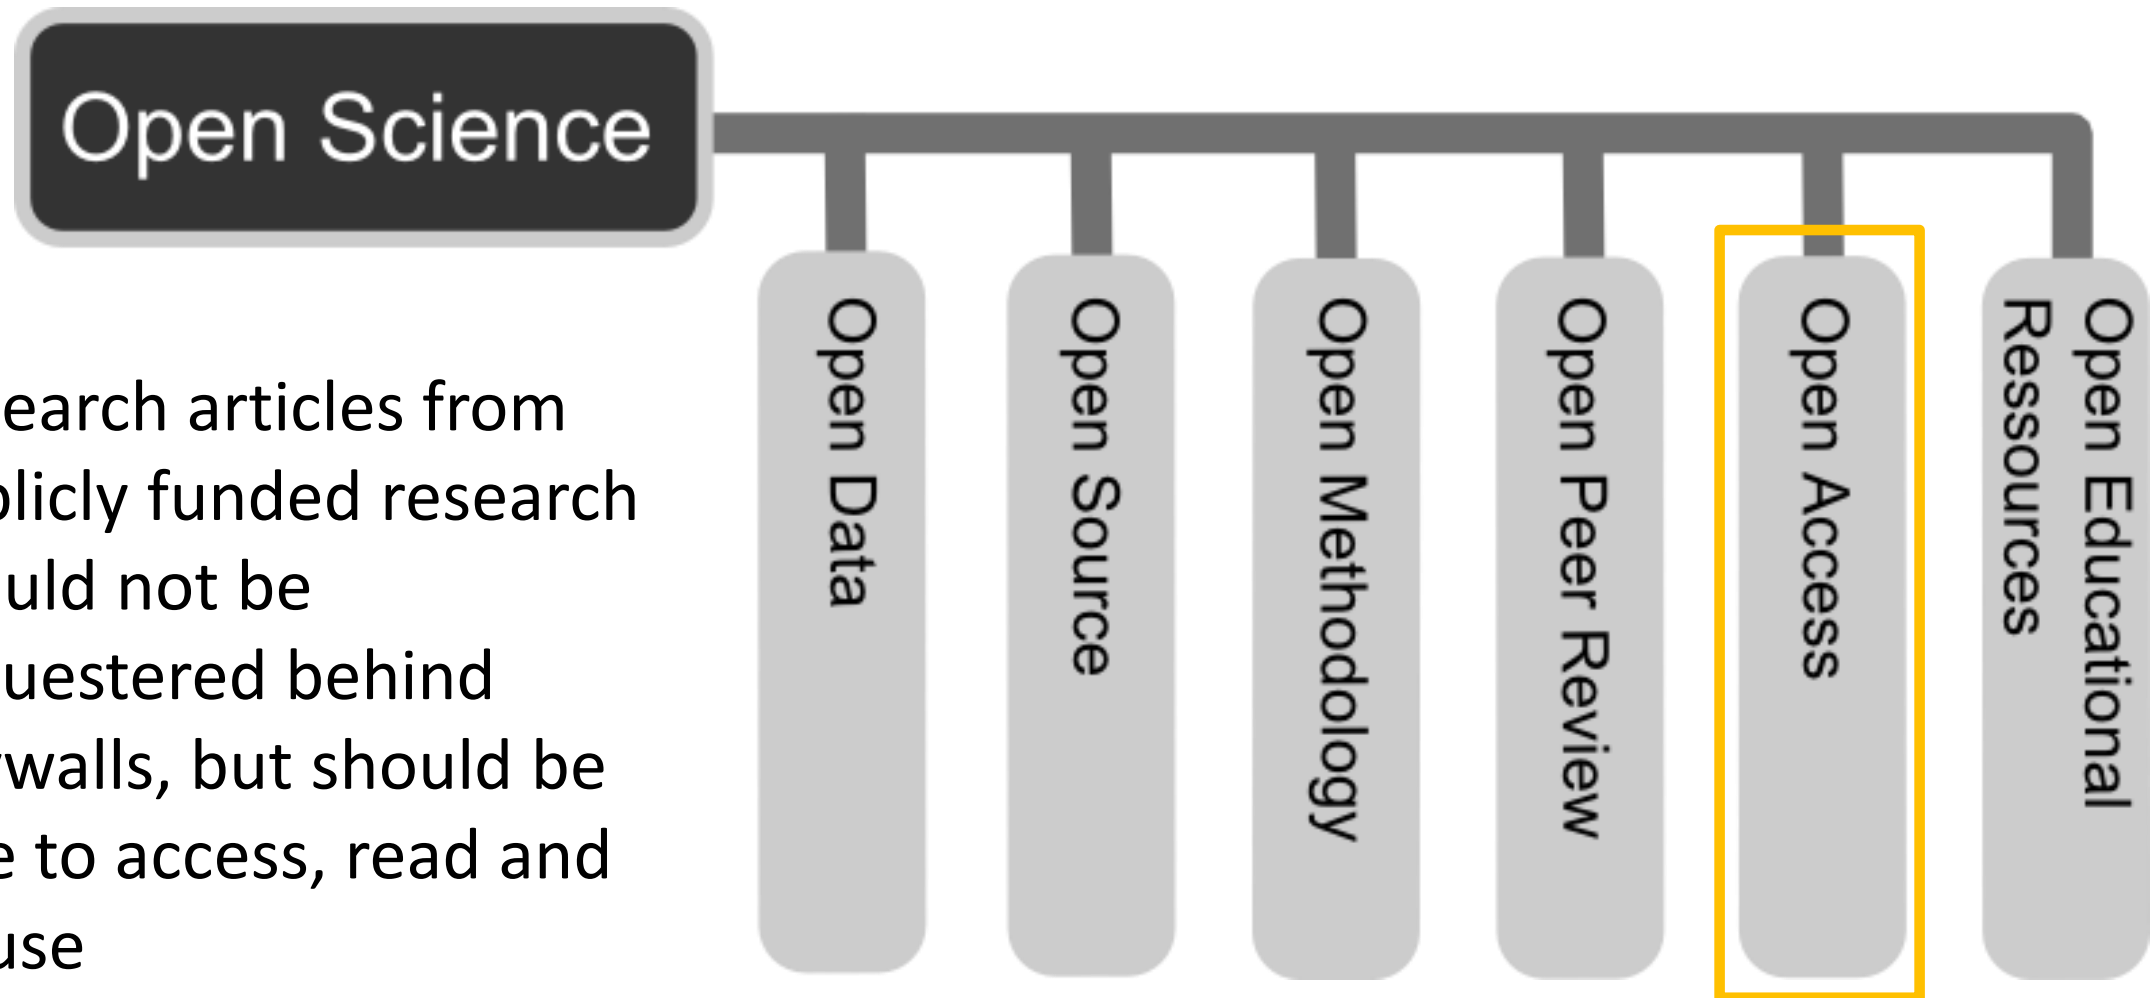 Open Science
earch articles from
plicly funded research
uld not be
uestered behind
walls, but should be
e to access, read and
use
Open Data
Open Source
Open Methodology
Open Peer Review
Open Access
Open Educational
Ressources